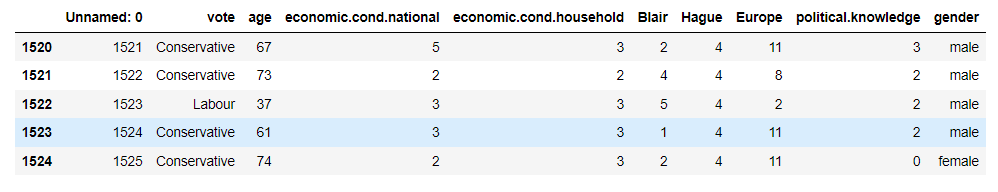 Unnamed: 0 vote age economic.cond.national economic.cond.household Blair Hague Europe political.knowledge gender
1520 1521 Conservative 67 5 3 2 4 11 3 male
1521 1522 Conservative 73 2 2 4 4 8 2 male
1522 1523 Labour 37 3 3 5 4 2 2 male
1523 1524 Conservative 61 3 3 1 4 11 2 male
1524 1525 Conservative 74 2 3 2 4 11 0 female